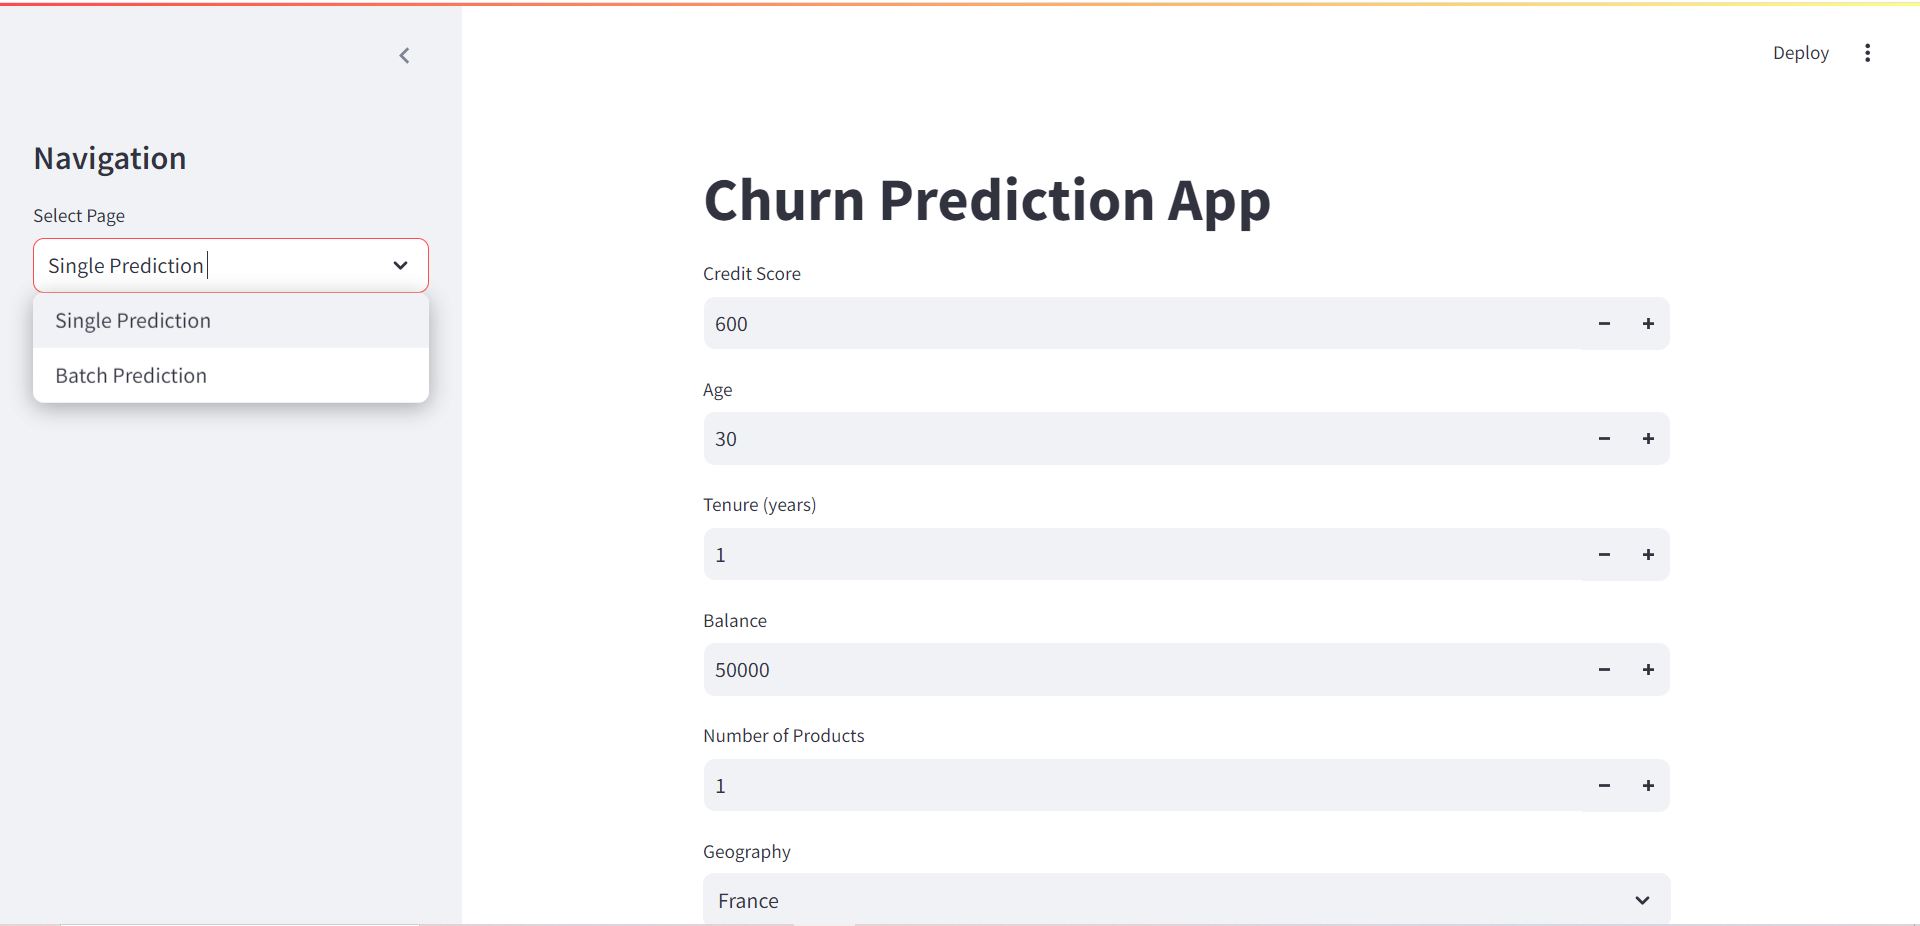 Navigation
Select Page
Single Prediction
Single Prediction
Batch Prediction
Deploy
Churn Prediction App
Credit Score
600
Age
30
Tenure (years)
1
Balance
50000
Number of Products
1
Geography
France